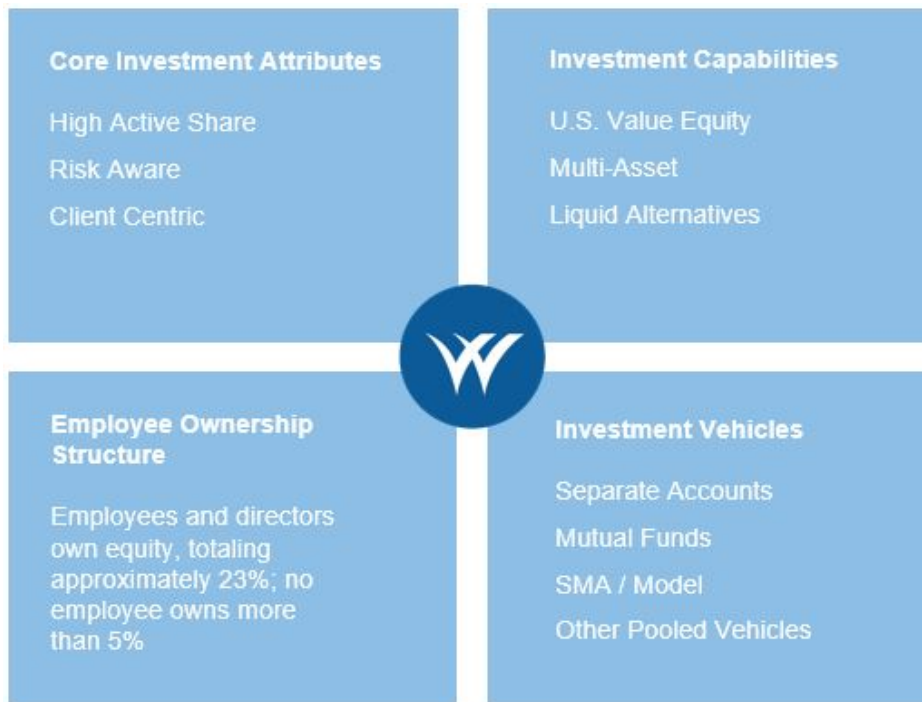 Core Investment Attributes
High Active Share
Risk Aware
Client Centric
Investment Capabilities
U.S. Value Equity
Multi-Asset
Liquid Alternatives
Employee Ownership
Structure
Employees and directors
own equity, totaling
approximately 23%; no
employee owns more
than 5%
Investment Vehicles
Separate Accounts
Mutual Funds
SMA / Model
Other Pooled Vehicles